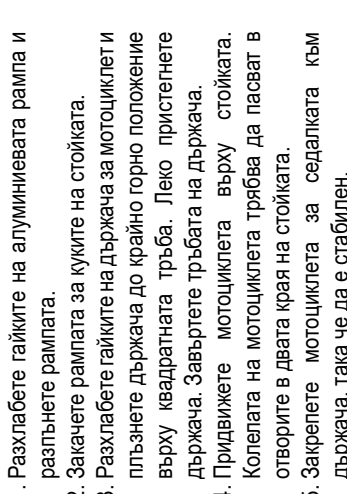 . Разхлабете гайките на алуминиевата рампа и
разпънете рампата.
2. Закачете рампата за куките на стойката.
3. Разхлабете гайките на държача за мотоциклет и
плъзнете държача до крайно горно положение
върху квадратната тръба. Леко пристегнете
държача. Завъртете тръбата на държача.
4. Придвижете мотоциклета върху стойката.
Колелата на мотоциклета трябва да пасват в
отворите в двата края на стойката.
5. Закрепете мотоциклета за седалката към
държача, така че да е стабилен.